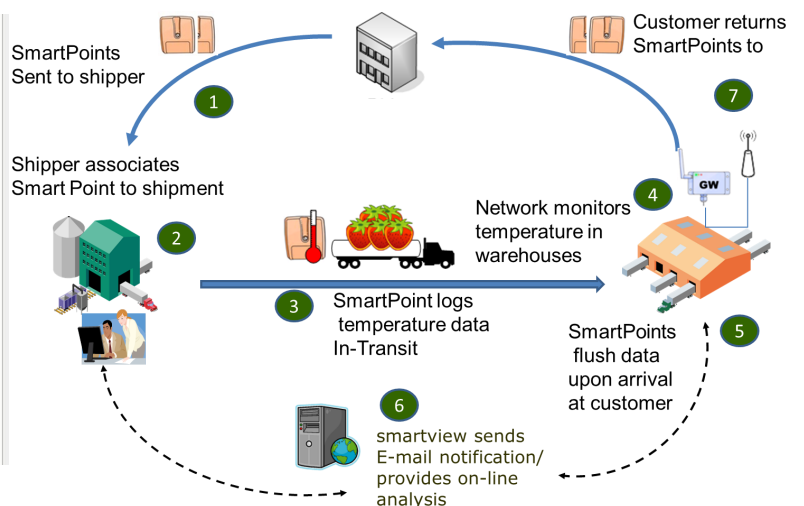 SmartPoints
Sent to shipper
1
Customer returns
SmartPoints to
7
Shipper associates
Smart Point to shipment
2
3
SmartPoint logs
temperature data
In-Transit
Network monitors
temperature in
warehouses
4
GW
SmartPoints
flush data
upon arrival
at customer
5
6
smartview sends
E-mail notification/
provides on-line
analysis